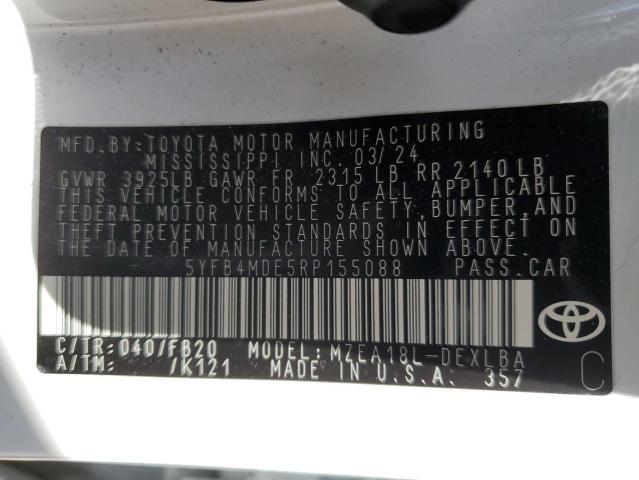 MFD.BY: TOYOTA MOTOR MANUFACTURING
MISSISSIPPI INC. 03/24
GVWR 3925LB GAWR FR 2315 LB RR 2140 LB
THIS VEHICLE CONFORMS TO ALL APPLICABLE
FEDERAL MOTOR VEHICLE SAFETY, BUMPER, AND
THEFT PREVENTION STANDARDS IN EFFECT ON
THE DATE OF MANUFACTURE SHOWN ABOVE.
5YFB4MDE5RP155088 PASS.CAR
C/TR: 040/FB20 MODEL: MZEA18L-DEXLBA
A/TM: /K121 MADE IN U.S.A. 357
C